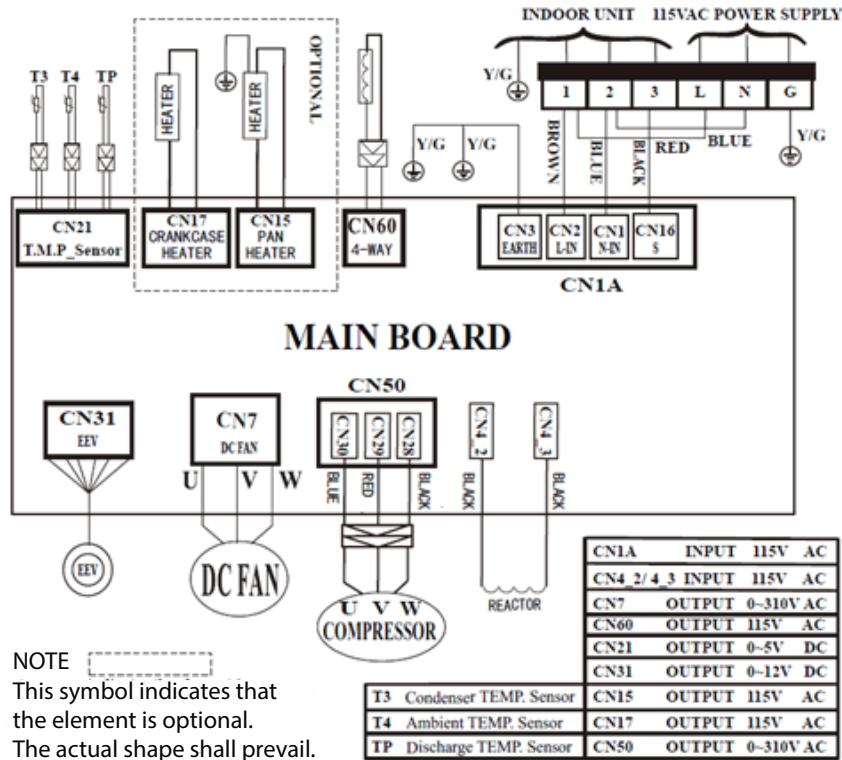 INDOOR UNIT 115VAC POWER SUPPLY
T3 T4 TP
HEATER
HEATER
OPTIONAL
Y/G
1 2 3 L N G
Y/G Y/G
BROWN
BLUE
BLACK
RED
BLUE
Y/G
CN21
T.M.P_Sensor
CN17
CRANKCASE
HEATER
CN15
PAN
HEATER
CN60
4-WAY
CN3
EARTH
CN2
L-IN
CN1
N-IN
CN16
S
CN1A
MAIN BOARD
CN31
EEV
CN7
DC FAN
CN50
CN30
CN29
CN28
CN4_2
CN4_3
U V W
BLUE
RED
BLACK
BLACK
BLACK
EEV
DC FAN
U V W
COMPRESSOR
REACTOR
CN1A INPUT 115V AC
CN4_2/4_3 INPUT 115V AC
CN7 OUTPUT 0~310V AC
CN60 OUTPUT 115V AC
CN21 OUTPUT 0~5V DC
CN31 OUTPUT 0~12V DC
T3 Condenser TEMP. Sensor CN15 OUTPUT 115V AC
T4 Ambient TEMP. Sensor CN17 OUTPUT 115V AC
TP Discharge TEMP. Sensor CN50 OUTPUT 0~310V AC
NOTE
This symbol indicates that
the element is optional.
The actual shape shall prevail.